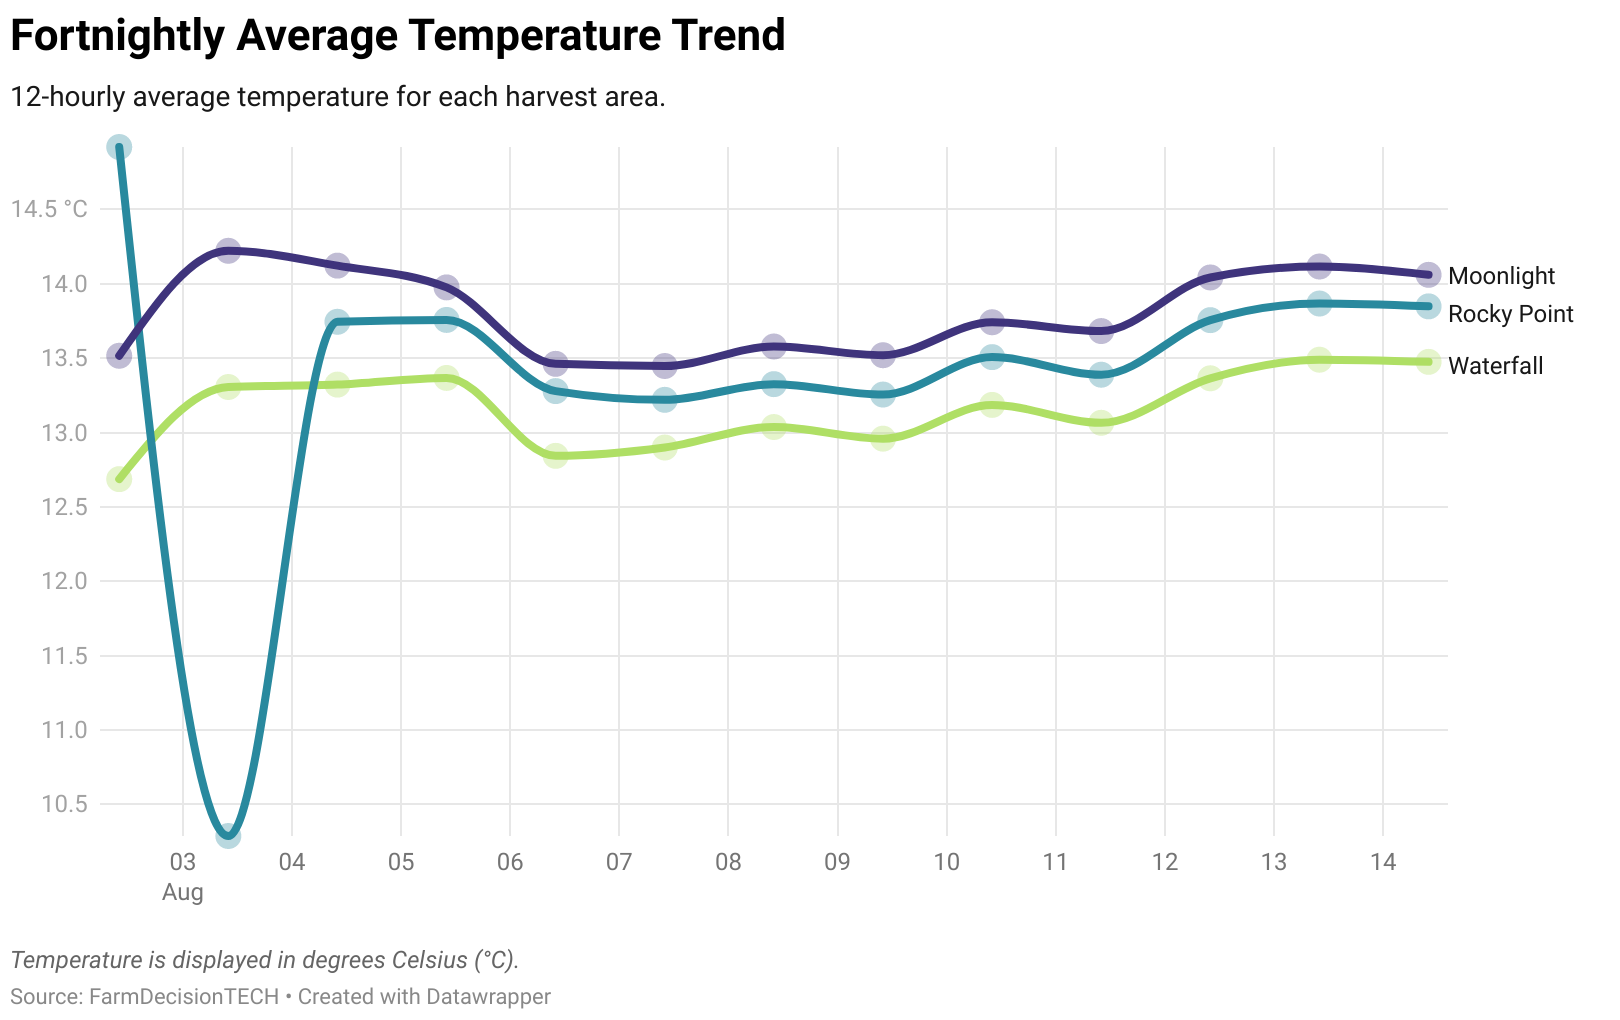 Fortnightly Average Temperature Trend
12-hourly average temperature for each harvest area.
14.5 °C
14.0
13.5
13.0
12.5
12.0
11.5
11.0
10.5
Moonlight
Rocky Point
Waterfall
03 04 05 06 07 08 09 10 11 12 13 14
Aug
Temperature is displayed in degrees Celsius (°C).
Source: FarmDecisionTECH • Created with Datawrapper